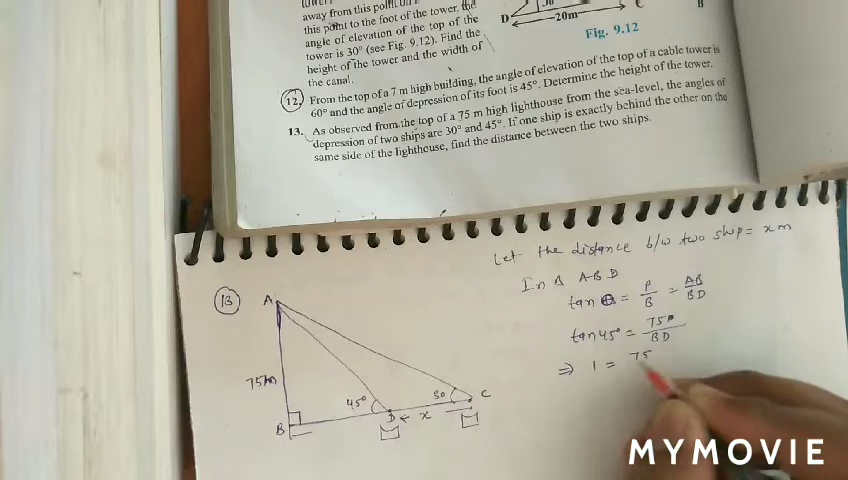 away from this point on
this point to the foot of the tower, the
angle of elevation of the top of the
tower is 30° (see Fig. 9.12). Find the
height of the tower and the width of
the canal.
D
20m
C
B
Fig. 9.12
12. From the top of a 7 m high building, the angle of elevation of the top of a cable tower is
60° and the angle of depression of its foot is 45°. Determine the height of the tower.
13. As observed from the top of a 75 m high lighthouse from the sea-level, the angles of
depression of two ships are 30° and 45°. If one ship is exactly behind the other on the
same side of the lighthouse, find the distance between the two ships.
Let the distance b/w two ship = x m
13
In Δ ABD
tan θ = P/B = AB/BD
tan 45° = 75/BD
⇒ 1 = 75
A
75m
B
45°
D
x
30
C
MYMOVIE